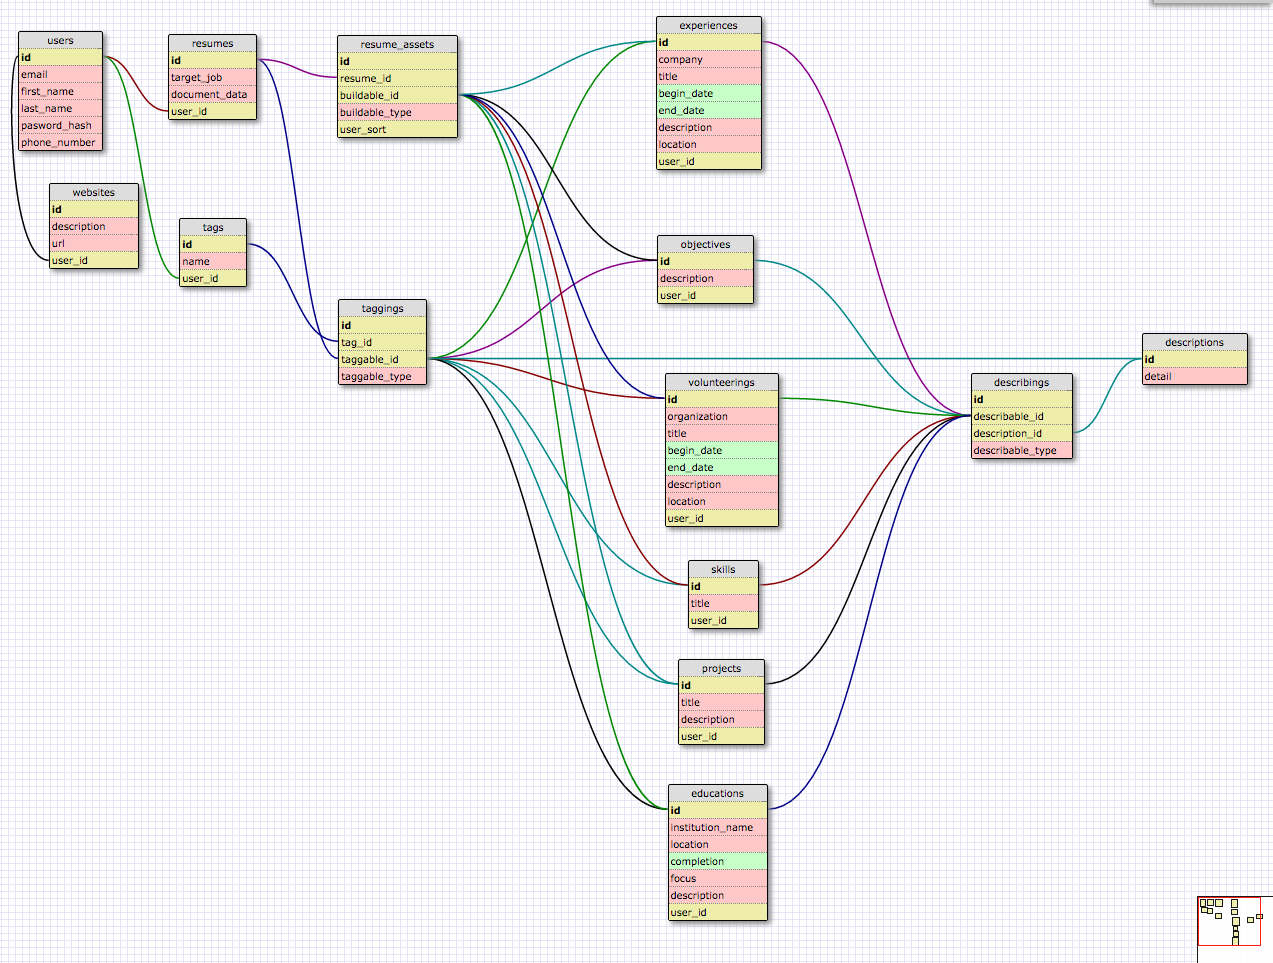 users
id
email
first_name
last_name
pasword_hash
phone_number
resumes
id
target_job
document_data
user_id
resume_assets
id
resume_id
buildable_id
buildable_type
user_sort
experiences
id
company
title
begin_date
end_date
description
location
user_id
websites
id
description
url
user_id
tags
id
name
user_id
taggings
id
tag_id
taggable_id
taggable_type
objectives
id
description
user_id
volunteerings
id
organization
title
begin_date
end_date
description
location
user_id
describings
id
describable_id
description_id
describable_type
descriptions
id
detail
skills
id
title
user_id
projects
id
title
description
user_id
educations
id
institution_name
location
completion
focus
description
user_id